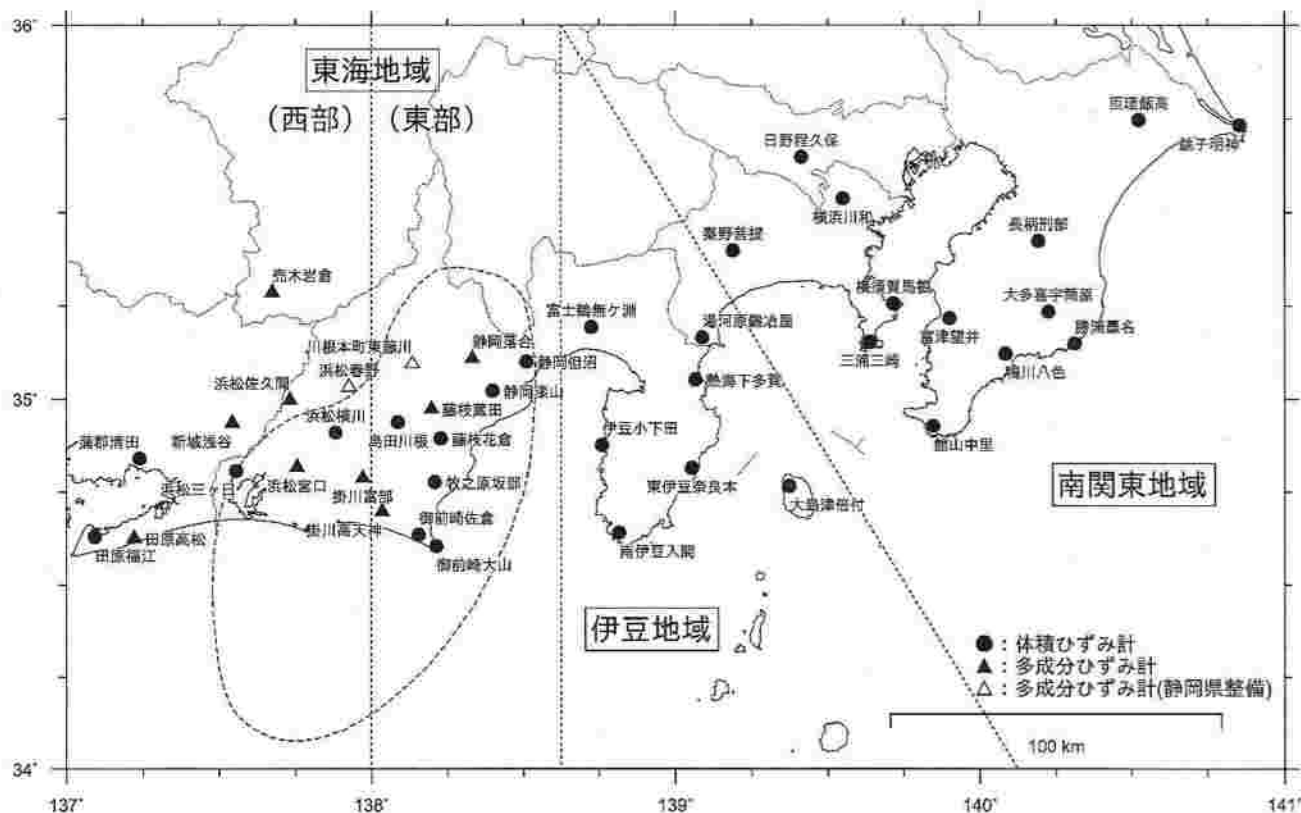 36°
東海地域
(西部) (東部)
匝瑳飯高
銚子明神
日野程久保
横浜川和
長柄刑部
秦野菩提
売木岩倉
横須賀馬堀
大多喜宇筒原
富士鵜無ケ淵
湯河原鍛冶屋
富津望井
勝浦墨名
川根本町東藤川
静岡落合
三浦三崎
浜松春野
静岡但沼
鴨川八色
浜松佐久間
35°
静岡漆山
熱海下多賀
浜松横川
藤枝蔵田
新城浅谷
島田川根
藤枝花倉
伊豆小下田
館山中里
蒲郡清田
浜松三ヶ日
浜松宮口
掛川富部
牧之原坂部
東伊豆奈良本
南関東地域
大島津倍付
掛川高天神
御前崎佐倉
田原高松
田原福江
御前崎大山
南伊豆入間
伊豆地域
●:体積ひずみ計
▲:多成分ひずみ計
△:多成分ひずみ計(静岡県整備)
100 km
34°
137° 138° 139° 140° 141°